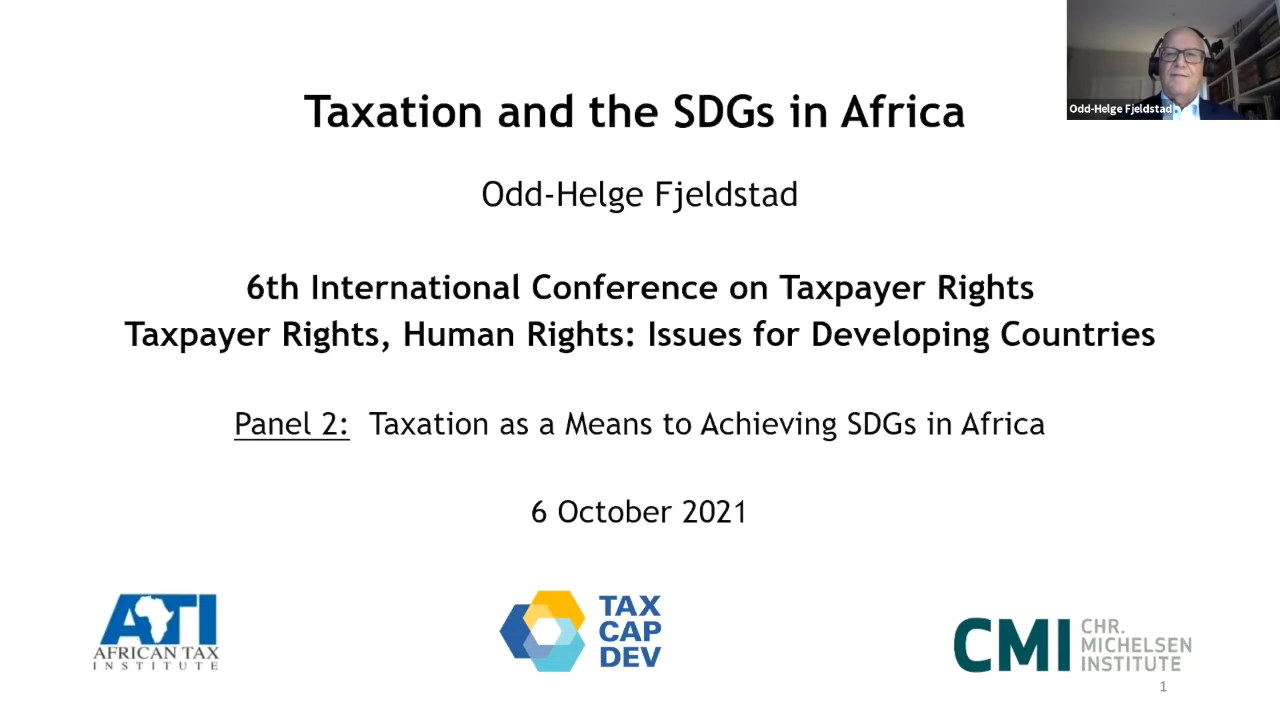 Taxation and the SDGs in Africa
Odd-Helge Fjeldstad
Odd-Helge Fjeldstad
6th International Conference on Taxpayer Rights
Taxpayer Rights, Human Rights: Issues for Developing Countries
Panel 2: Taxation as a Means to Achieving SDGs in Africa
6 October 2021
ATI
AFRICAN TAX
INSTITUTE
TAX
CAP
DEV
CMI
CHR.
MICHELSEN
INSTITUTE
1